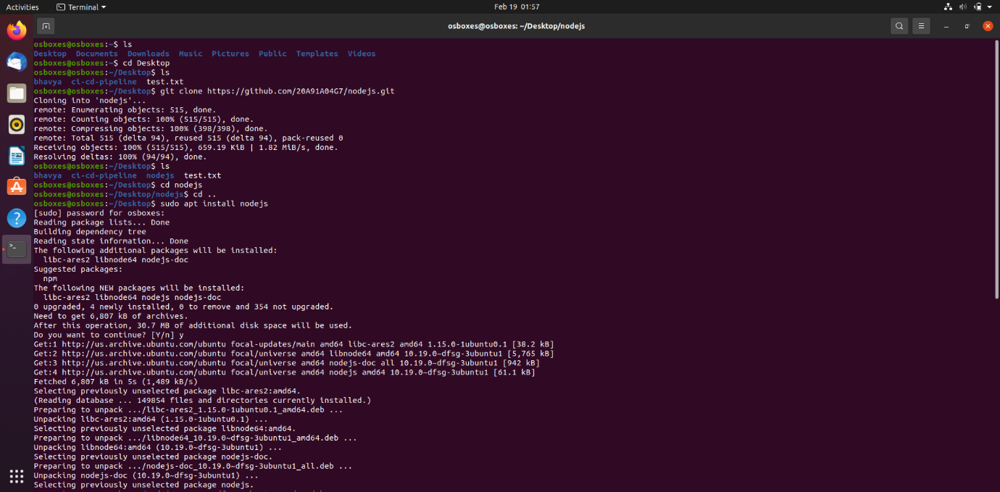 Activities Terminal Feb 19 01:57
osboxes@osboxes: ~/Desktop/nodejs
osboxes@osboxes:~$ ls
Desktop Documents Downloads Music Pictures Public Templates Videos
osboxes@osboxes:~$ cd Desktop
osboxes@osboxes:~/Desktop$ ls
bhavya ci-cd-pipeline test.txt
osboxes@osboxes:~/Desktop$ git clone https://github.com/20A91A04G7/nodejs.git
Cloning into 'nodejs'...
remote: Enumerating objects: 515, done.
remote: Counting objects: 100% (515/515), done.
remote: Compressing objects: 100% (398/398), done.
remote: Total 515 (delta 94), reused 515 (delta 94), pack-reused 0
Receiving objects: 100% (515/515), 659.19 KiB | 1.82 MiB/s, done.
Resolving deltas: 100% (94/94), done.
osboxes@osboxes:~/Desktop$ ls
bhavya ci-cd-pipeline nodejs test.txt
osboxes@osboxes:~/Desktop$ cd nodejs
osboxes@osboxes:~/Desktop/nodejs$ cd ..
osboxes@osboxes:~/Desktop$ sudo apt install nodejs
[sudo] password for osboxes:
Reading package lists... Done
Building dependency tree
Reading state information... Done
The following additional packages will be installed:
libc-ares2 libnode64 nodejs-doc
Suggested packages:
npm
The following NEW packages will be installed:
libc-ares2 libnode64 nodejs nodejs-doc
0 upgraded, 4 newly installed, 0 to remove and 354 not upgraded.
Need to get 6,807 kB of archives.
After this operation, 30.7 MB of additional disk space will be used.
Do you want to continue? [Y/n] y
Get:1 http://us.archive.ubuntu.com/ubuntu focal-updates/main amd64 libc-ares2 amd64 1.15.0-1ubuntu0.1 [38.2 kB]
Get:2 http://us.archive.ubuntu.com/ubuntu focal/universe amd64 libnode64 amd64 10.19.0~dfsg-3ubuntu1 [5,765 kB]
Get:3 http://us.archive.ubuntu.com/ubuntu focal/universe amd64 nodejs-doc all 10.19.0~dfsg-3ubuntu1 [942 kB]
Get:4 http://us.archive.ubuntu.com/ubuntu focal/universe amd64 nodejs amd64 10.19.0~dfsg-3ubuntu1 [61.1 kB]
Fetched 6,807 kB in 5s (1,489 kB/s)
Selecting previously unselected package libc-ares2:amd64.
(Reading database ... 149854 files and directories currently installed.)
Preparing to unpack .../libc-ares2_1.15.0-1ubuntu0.1_amd64.deb ...
Unpacking libc-ares2:amd64 (1.15.0-1ubuntu0.1) ...
Selecting previously unselected package libnode64:amd64.
Preparing to unpack .../libnode64_10.19.0~dfsg-3ubuntu1_amd64.deb ...
Unpacking libnode64:amd64 (10.19.0~dfsg-3ubuntu1) ...
Selecting previously unselected package nodejs-doc.
Preparing to unpack .../nodejs-doc_10.19.0~dfsg-3ubuntu1_all.deb ...
Unpacking nodejs-doc (10.19.0~dfsg-3ubuntu1) ...
Selecting previously unselected package nodejs.